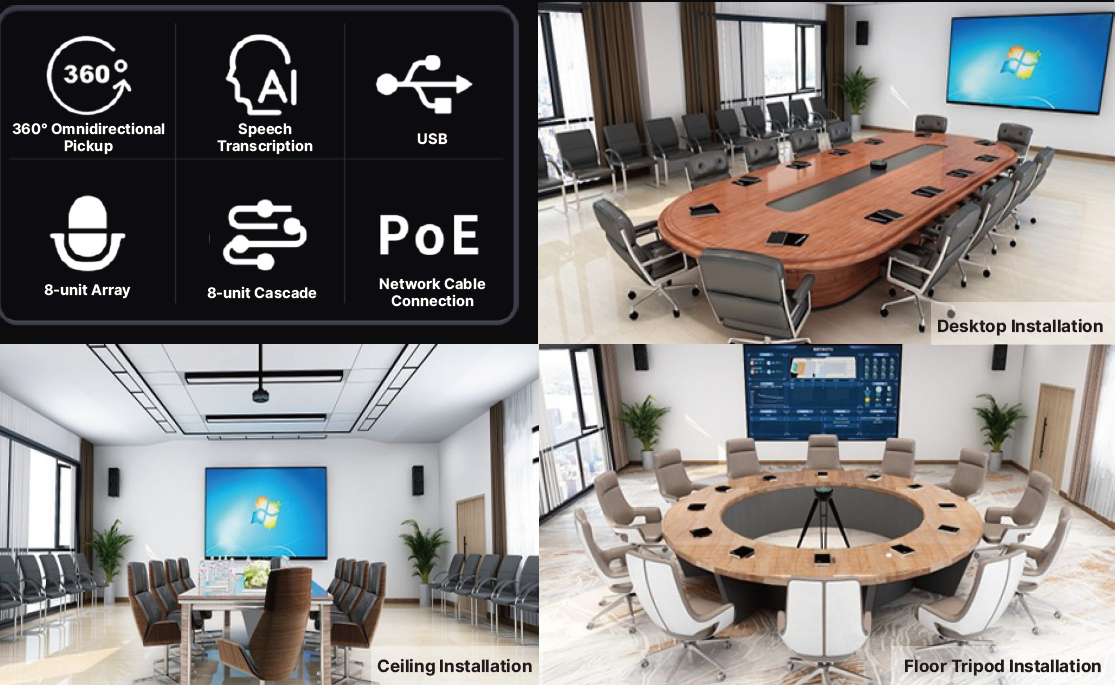 360°
360° Omnidirectional
Pickup
AI
Speech
Transcription
USB
8-unit Array
8-unit Cascade
PoE
Network Cable
Connection
Desktop Installation
Ceiling Installation
Floor Tripod Installation